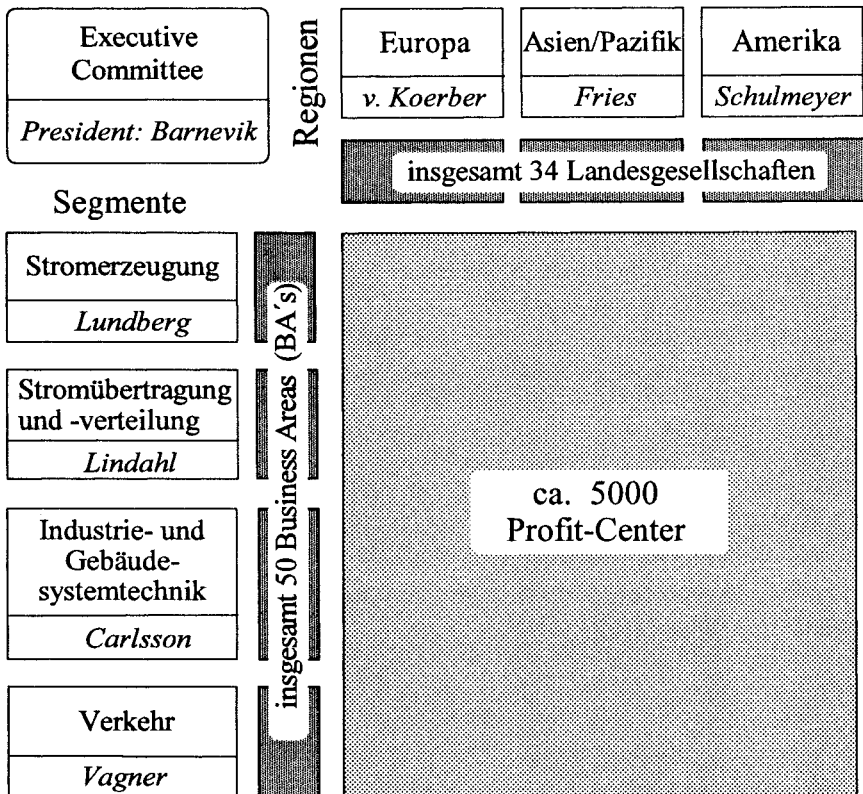 Executive
Committee
President: Barnevik
Regionen
Europa
v. Koerber
Asien/Pazifik
Fries
Amerika
Schulmeyer
insgesamt 34 Landesgesellschaften
Segmente
Stromerzeugung
Lundberg
Stromübertragung
und -verteilung
Lindahl
Industrie- und
Gebäude-
systemtechnik
Carlsson
Verkehr
Vagner
insgesamt 50 Business Areas (BA´s)
ca. 5000
Profit-Center